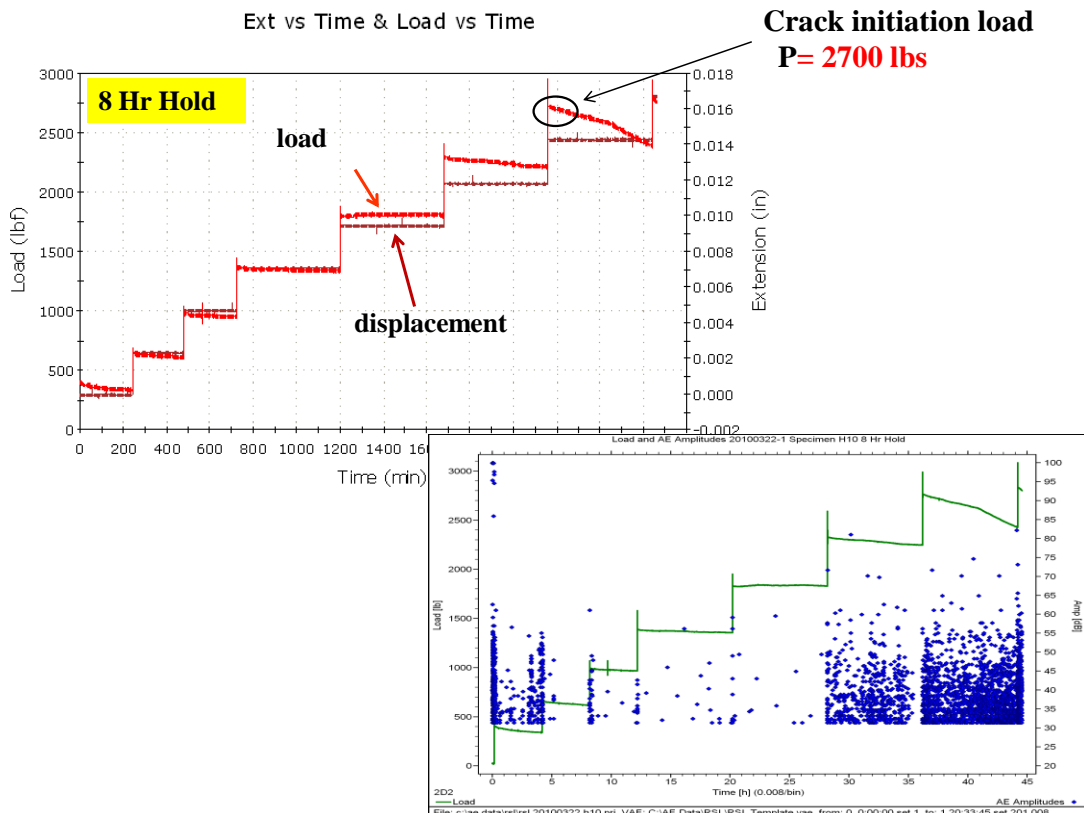 Ext vs Time & Load vs Time
Crack initiation load
P= 2700 lbs
8 Hr Hold
load
displacement
Load (lbf)
3000
2500
2000
1500
1000
500
0
Extension (in)
0.018
0.016
0.014
0.012
0.010
0.008
0.006
0.004
0.002
0.000
-0.002
0 200 400 600 800 1000 1200 1400
Time (min)
Load and AE Amplitudes 20100322-1 Specimen H10 8 Hr Hold
Load [lb]
3000
2500
2000
1500
1000
500
0
Amp [dB]
100
95
90
85
80
75
70
65
60
55
50
45
40
35
30
25
20
0 5 10 15 20 25 30 35 40 45
2D2
Time [h] (0.008/bin)
Load
AE Amplitudes